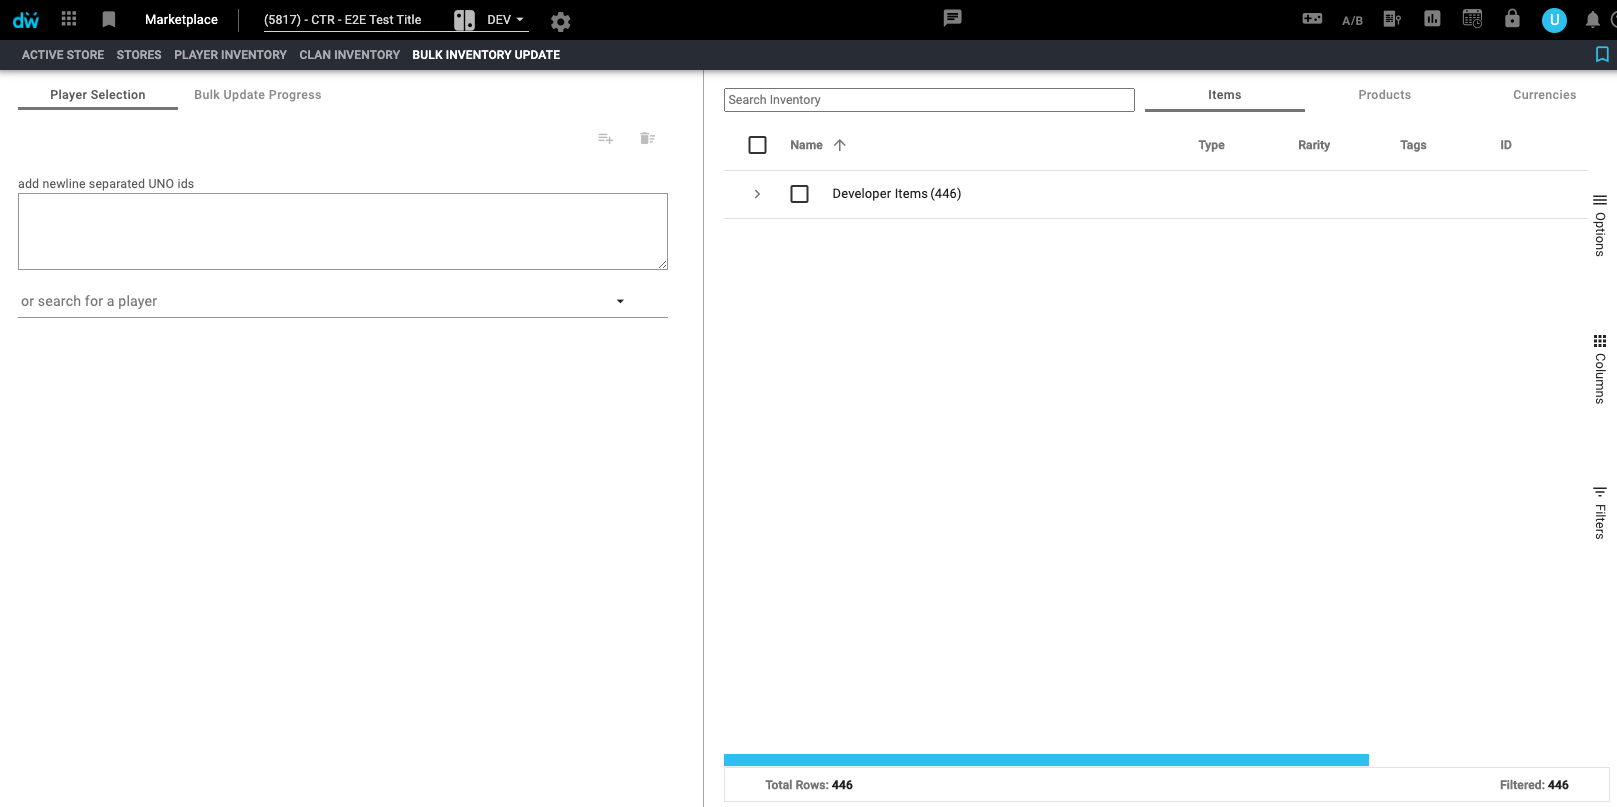 dw Marketplace (5817) - CTR - E2E Test Title DEV A/B U
ACTIVE STORE STORES PLAYER INVENTORY CLAN INVENTORY BULK INVENTORY UPDATE
Player Selection Bulk Update Progress
add newline separated UNO ids
or search for a player
Search Inventory Items Products Currencies
Name Type Rarity Tags ID
Developer Items (446)
Options
Columns
Filters
Total Rows: 446 Filtered: 446